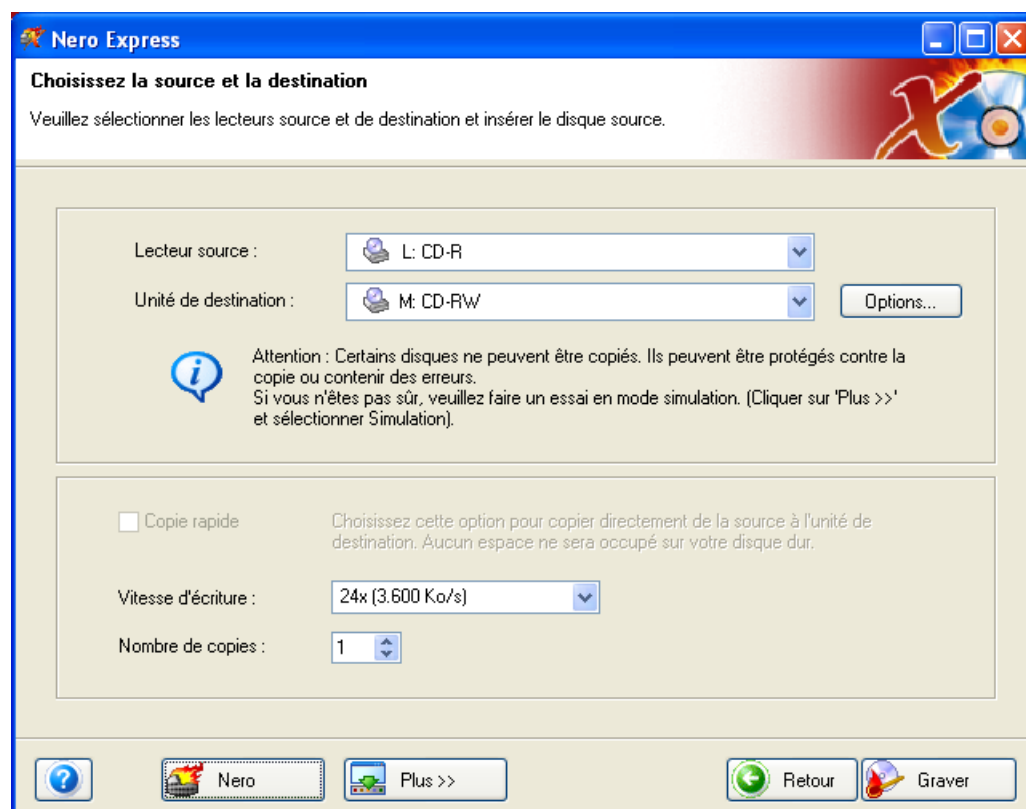 Nero Express
Choisissez la source et la destination
Veuillez sélectionner les lecteurs source et de destination et insérer le disque source.
Lecteur source :
L: CD-R
Unité de destination :
M: CD-RW
Options...
Attention : Certains disques ne peuvent être copiés. Ils peuvent être protégés contre la
copie ou contenir des erreurs.
Si vous n'êtes pas sûr, veuillez faire un essai en mode simulation. (Cliquer sur 'Plus >>'
et sélectionner Simulation).
Copie rapide
Choisissez cette option pour copier directement de la source à l'unité de
destination. Aucun espace ne sera occupé sur votre disque dur.
Vitesse d'écriture :
24x (3.600 Ko/s)
Nombre de copies :
1
Nero
Plus >>
Retour
Graver